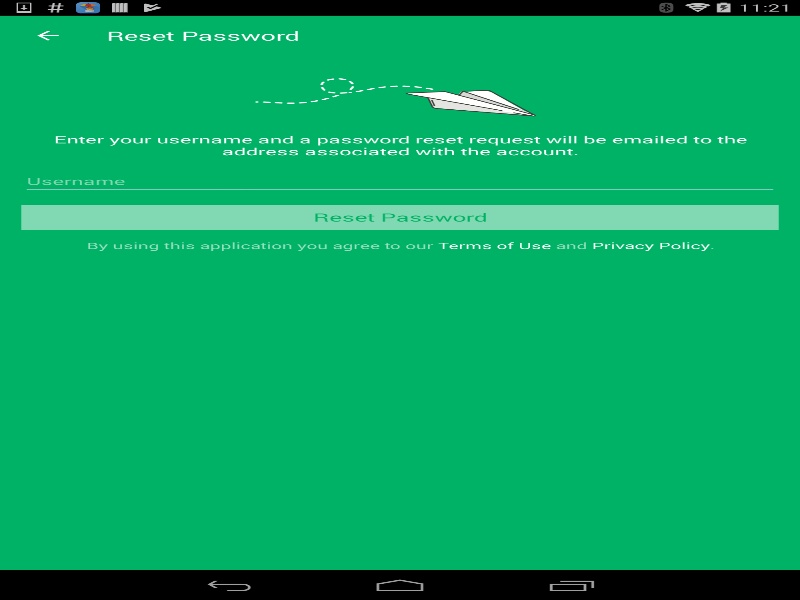 11:21
Reset Password
Enter your username and a password reset request will be emailed to the
address associated with the account.
Username
Reset Password
By using this application you agree to our Terms of Use and Privacy Policy.